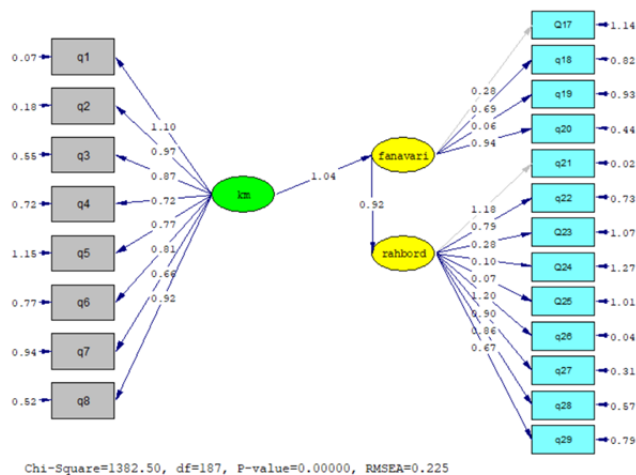 Q17
1.14
q18
0.82
q19
0.93
q20
0.44
q21
0.02
q22
0.73
Q23
1.07
Q24
1.27
Q25
1.01
Q26
0.04
q27
0.31
q28
0.57
q29
0.79
0.07
q1
0.18
q2
0.55
q3
0.72
q4
1.15
q5
0.77
q6
0.94
q7
0.52
q8
1.10
0.97
0.87
0.72
0.77
0.81
0.66
0.92
km
1.04
fanavari
0.92
rahbord
0.28
0.69
0.06
0.94
1.18
0.79
0.28
0.10
0.07
1.20
0.90
0.86
0.67
Chi-Square=1382.50, df=187, P-value=0.00000, RMSEA=0.225